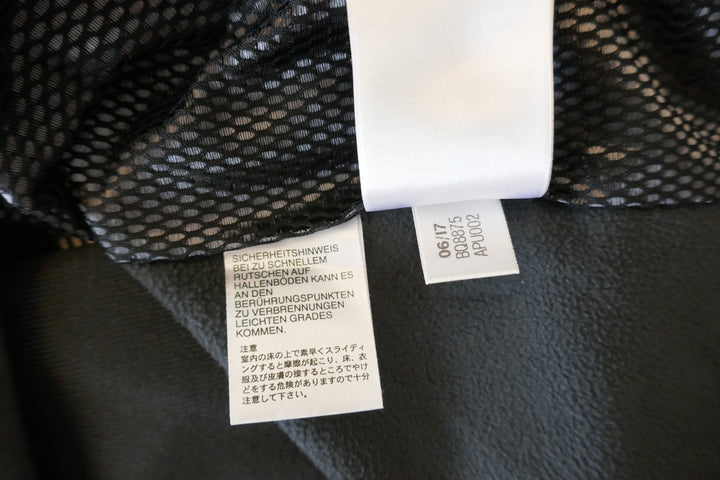 SICHERHEITSHINWEIS
BEI ZU SCHNELLEM
RUTSCHEN AUF
HALLENBÖDEN KANN ES
AN DEN
BERÜHRUNGSPUNKTEN
ZU VERBRENNUNGEN
LEICHTEN GRADES
KOMMEN.
注意
室内の床の上で素早くスライディ
ングすると摩擦が起こり、床、衣
服及び皮膚の接するところでやけ
どをする危険がありますので十分
注意して下さい。
06/17
BQ8875
APU002